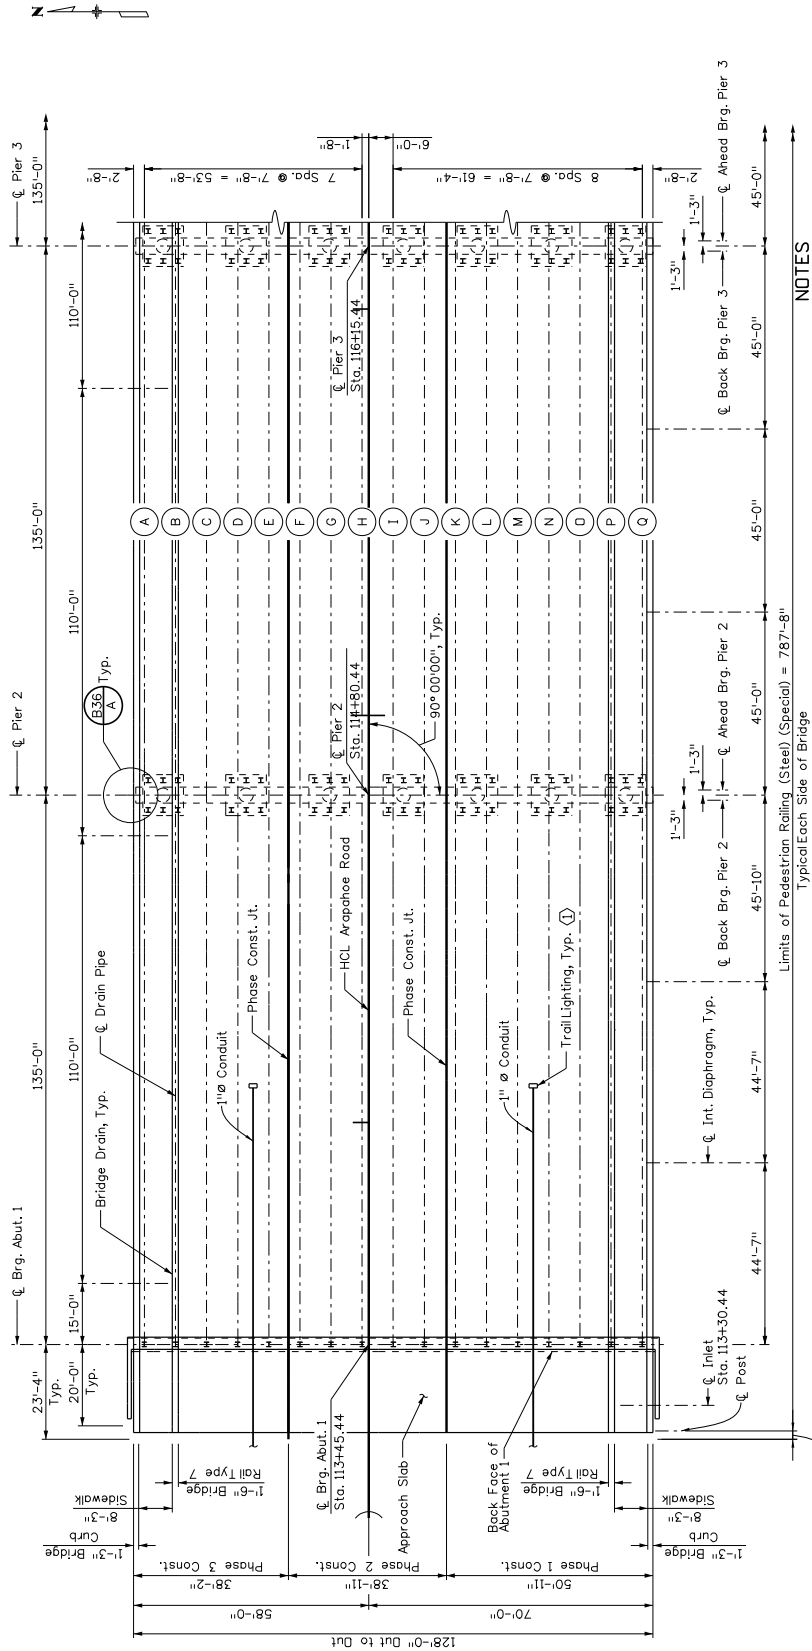 N
℄ Brg. Abut. 1
℄ Pier 2
℄ Pier 3
23'-4"
Typ.
135'-0"
135'-0"
135'-0"
20'-0"
Typ.
15'-0"
110'-0"
110'-0"
110'-0"
Bridge Drain, Typ.
℄ Drain Pipe
B36
A
Typ.
1'-3" Bridge
Curb
8'-3"
Sidewalk
1'-6" Bridge
Rail Type 7
2'-8"
7 Spa. @ 7'-8" = 53'-8"
1'-8"
6'-0"
8 Spa. @ 7'-8" = 61'-4"
2'-8"
A
B
C
D
E
F
G
H
I
J
K
L
M
N
O
P
Q
1"Ø Conduit
Phase Const. Jt.
128'-0" Out to Out
58'-0"
70'-0"
38'-2"
Phase 3 Const.
38'-11"
Phase 2 Const.
50'-11"
Phase 1 Const.
℄ Brg. Abut. 1
Sta. 113+45.44
HCL Arapahoe Road
℄ Pier 2
Sta. 114+80.44
℄ Pier 3
Sta. 116+15.44
90° 00'00", Typ.
Approach Slab
Phase Const. Jt.
Back Face of
Abutment 1
1" Ø Conduit
Trail Lighting, Typ. 1
1'-6" Bridge
Rail Type 7
8'-3"
Sidewalk
1'-3" Bridge
Curb
1'-3"
1'-3"
1'-3"
1'-3"
℄ Inlet
Sta. 113+30.44
℄ Post
℄ Int. Diaphragm, Typ.
℄ Back Brg. Pier 2
℄ Ahead Brg. Pier 2
℄ Back Brg. Pier 3
℄ Ahead Brg. Pier 3
44'-7"
44'-7"
45'-10"
45'-0"
45'-0"
45'-0"
45'-0"
Limits of Pedestrian Railing (Steel) (Special) = 787'-8"
Typical Each Side of Bridge
NOTES